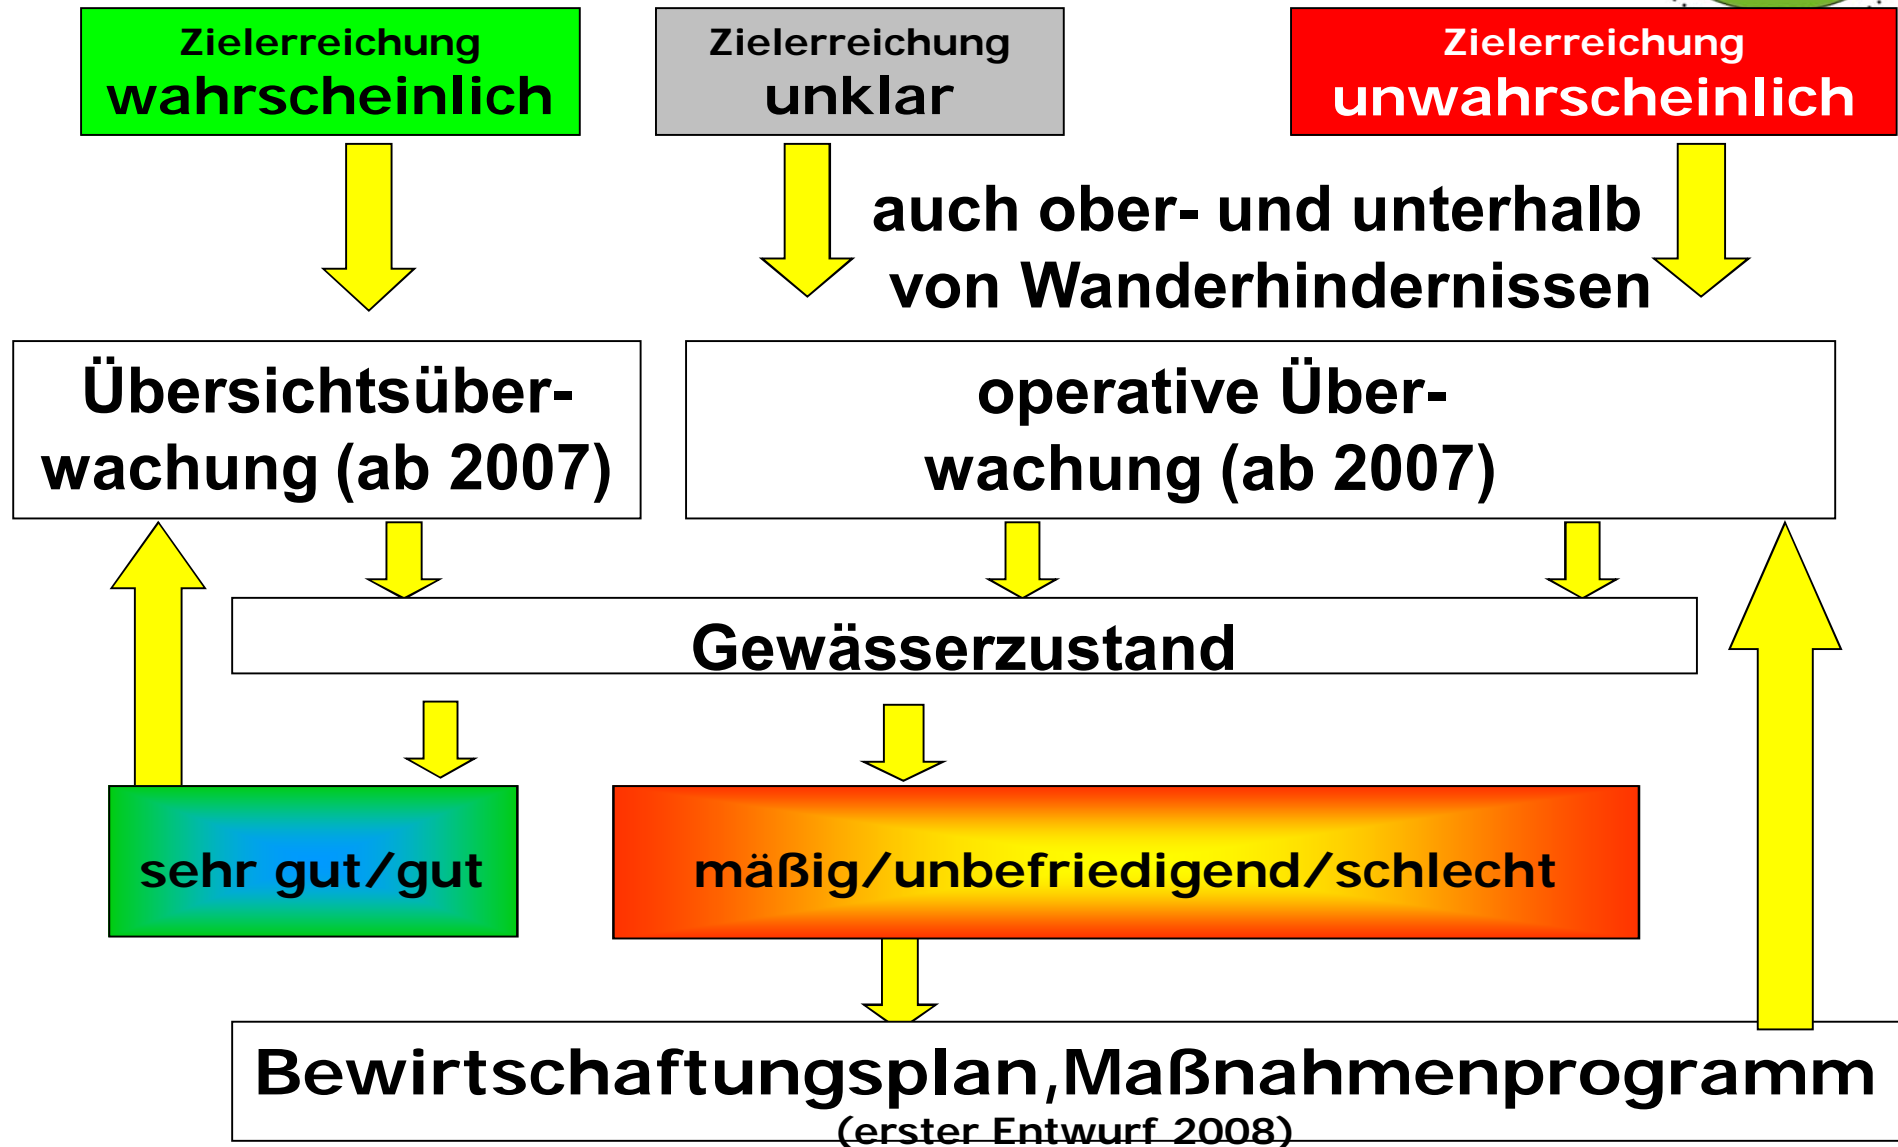 Zielerreichung
wahrscheinlich
Zielerreichung
unklar
Zielerreichung
unwahrscheinlich
auch ober- und unterhalb
von Wanderhindernissen
Übersichtsüber-
wachung (ab 2007)
operative Über-
wachung (ab 2007)
Gewässerzustand
sehr gut/gut
mäßig/unbefriedigend/schlecht
Bewirtschaftungsplan,Maßnahmenprogramm
(erster Entwurf 2008)